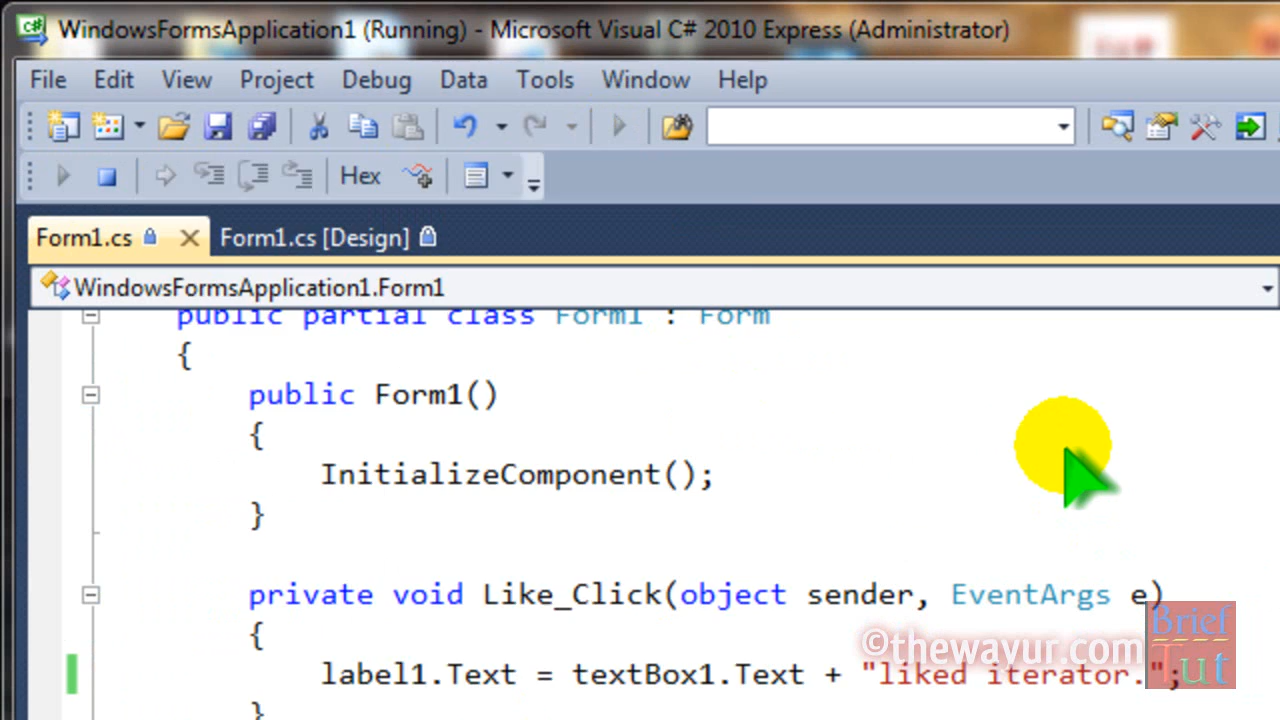 WindowsFormsApplication1 (Running) - Microsoft Visual C# 2010 Express (Administrator)
File Edit View Project Debug Data Tools Window Help
Hex
Form1.cs Form1.cs [Design]
WindowsFormsApplication1.Form1
public partial class Form1 : Form
{
public Form1()
{
InitializeComponent();
}
private void Like_Click(object sender, EventArgs e)
{
©thewayur.com
Brief
Tut
label1.Text = textBox1.Text + "liked iterator.";
}